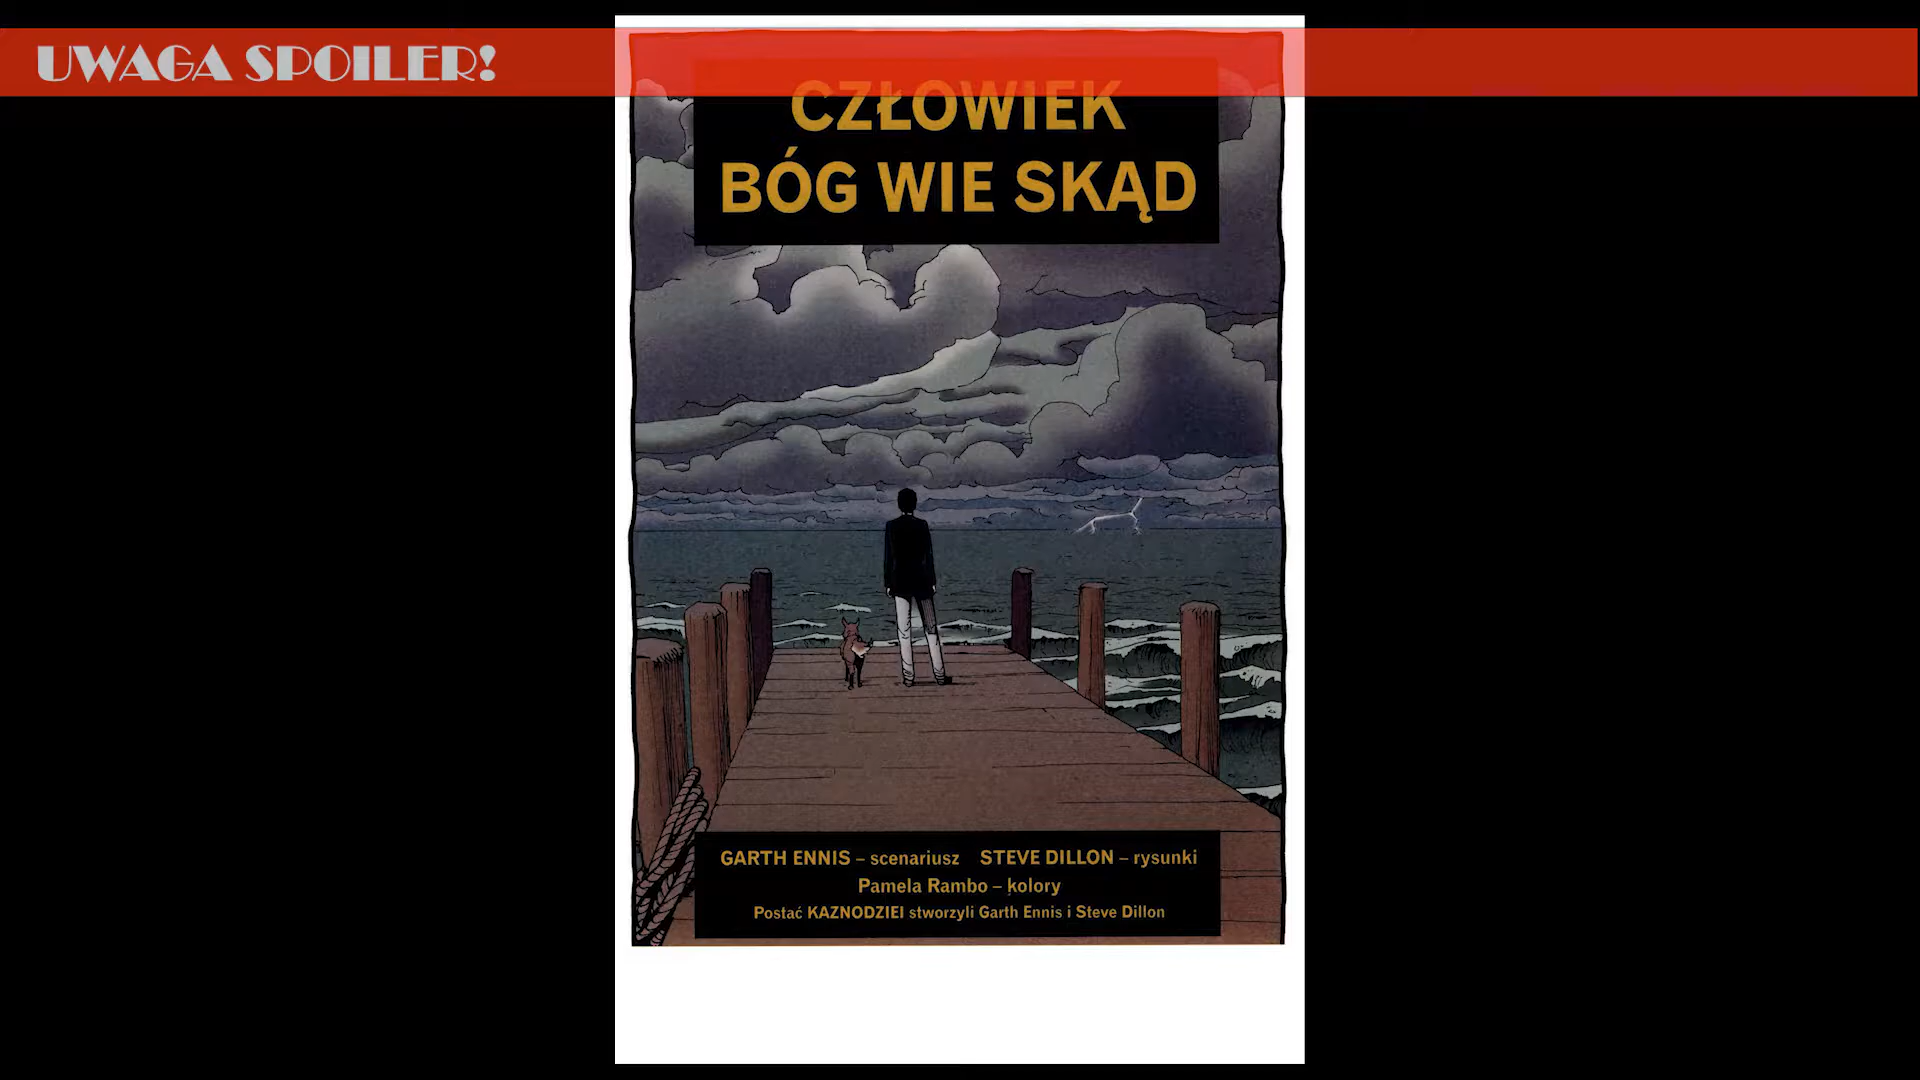 UWAGA SPOILER!
CZŁOWIEK
BÓG WIE SKĄD
GARTH ENNIS – scenariusz STEVE DILLON – rysunki
Pamela Rambo – kolory
Postać KAZNODZIEI stworzyli Garth Ennis i Steve Dillon